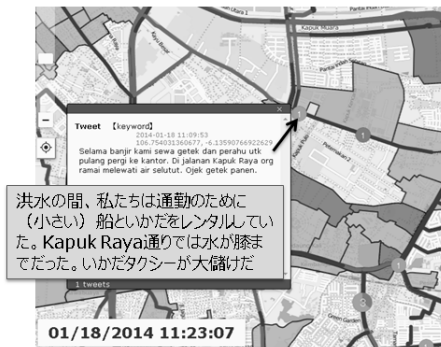 Kapuk Muara
Tweet 【keyword】
2014-01-18 11:09:53
106.754031360677, -6.13590766922629
Selama banjir kami sewa getek dan perahu utk
pulang pergi ke kantor. Di jalanan Kapuk Raya org
ramai melewati air selutut. Ojek getek panen.
洪水の間、私たちは通勤のために
（小さい）船といかだをレンタルしてい
た。Kapuk Raya通りでは水が膝ま
でだった。いかだタクシーが大儲けだ
1 tweets
01/18/2014 11:23:07